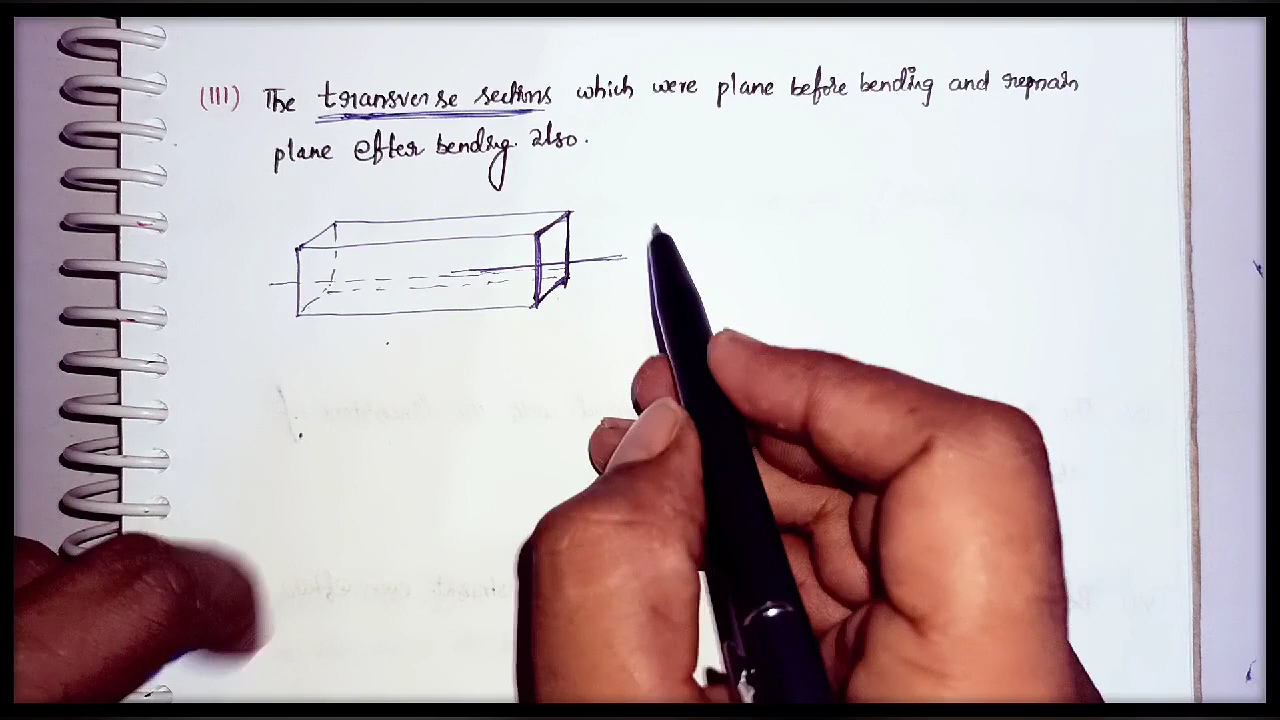 (III) The transverse sections which were plane before bending and remain
plane after bending also.